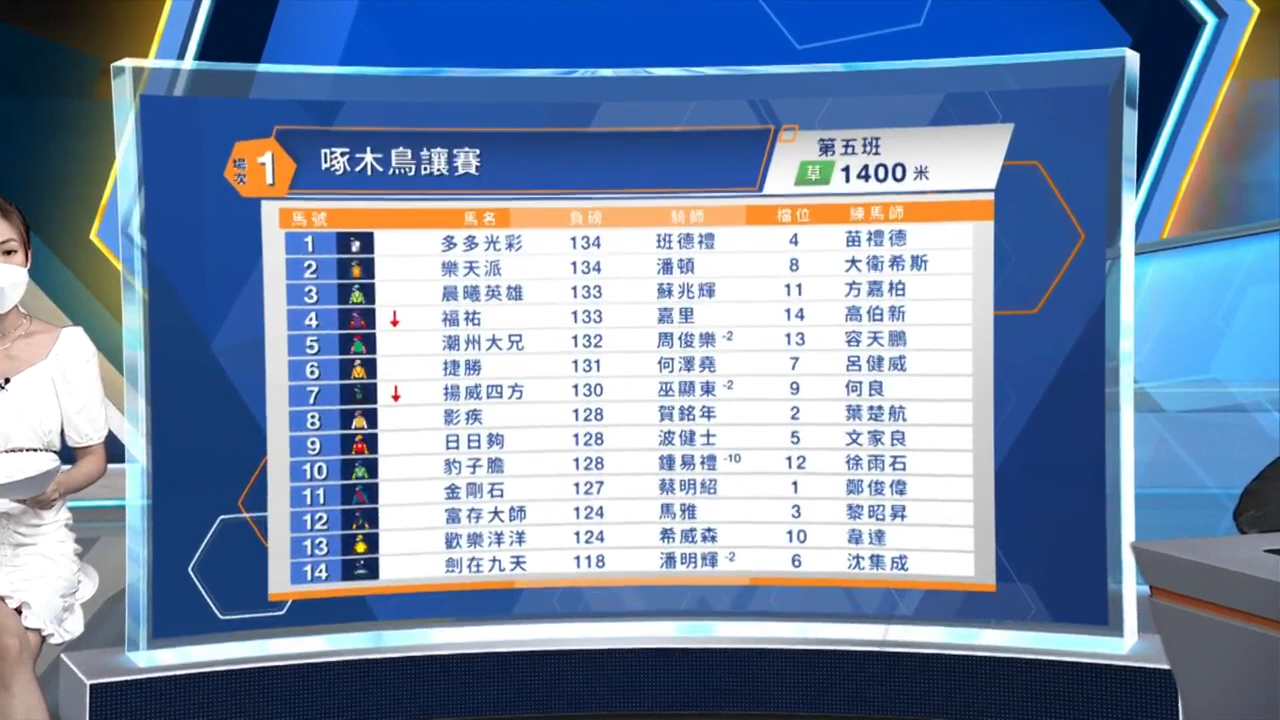 場次 1 啄木鳥讓賽 第五班
草 1400 米
馬號 馬名 負磅 騎師 檔位 練馬師
1 多多光彩 134 班德禮 4 苗禮德
2 樂天派 134 潘頓 8 大衛希斯
3 晨曦英雄 133 蘇兆輝 11 方嘉柏
4 ↓ 福祐 133 嘉里 14 高伯新
5 潮州大兄 132 周俊樂 -2 13 容天鵬
6 捷勝 131 何澤堯 7 呂健威
7 ↓ 揚威四方 130 巫顯東 -2 9 何良
8 影疾 128 賀銘年 2 葉楚航
9 日日夠 128 波健士 5 文家良
10 豹子膽 128 鍾易禮 -10 12 徐雨石
11 金剛石 127 蔡明紹 1 鄭俊偉
12 富存大師 124 馬雅 3 黎昭昇
13 歡樂洋洋 124 希威森 10 韋達
14 劍在九天 118 潘明輝 -2 6 沈集成